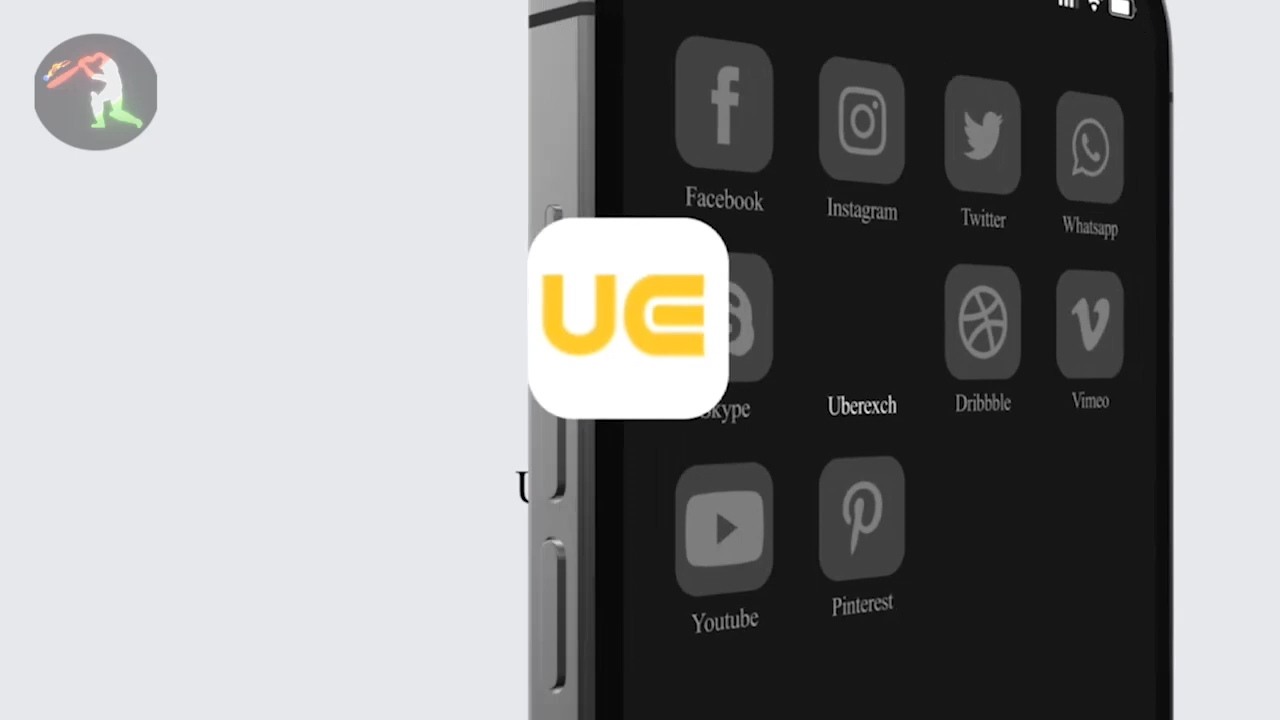 Facebook
Instagram
Twitter
Whatsapp
UE
Skype
Uberexch
Dribbble
Vimeo
Youtube
Pinterest